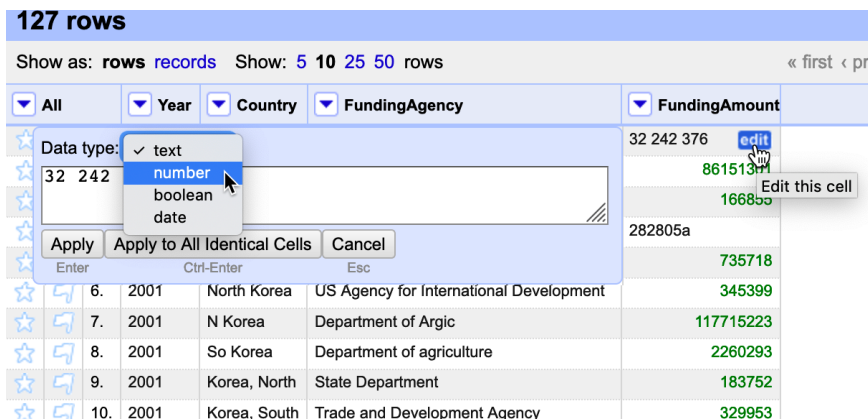 127 rows
Show as: rows records Show: 5 10 25 50 rows « first ‹
All Year Country FundingAgency FundingAmount
Data type: ✓ text 32 242 376 edit
number 
32 242 86151301
boolean Edit this cell
166855
date
282805a
Apply Apply to All Identical Cells Cancel
735718
Enter Ctrl-Enter Esc
6. 2001 North Korea US Agency for International Development 345399
7. 2001 N Korea Department of Argic 117715223
8. 2001 So Korea Department of agriculture 2260293
9. 2001 Korea, North State Department 183752
10. 2001 Korea, South Trade and Development Agency 329953